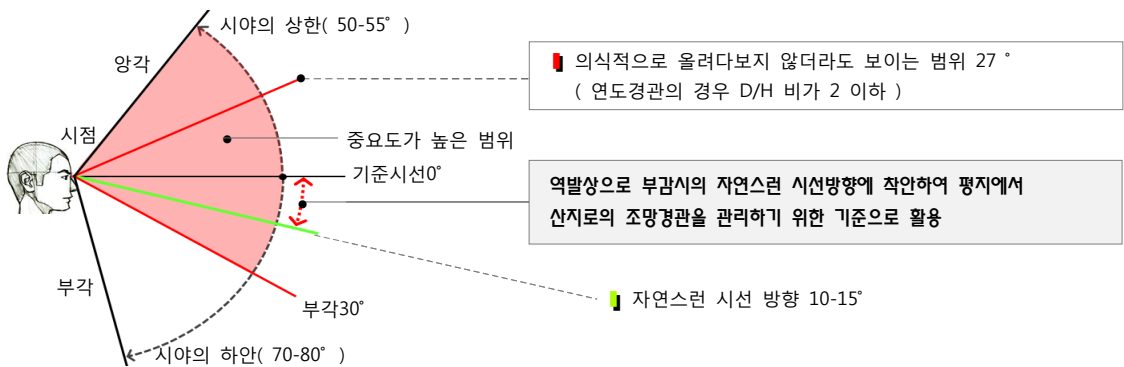 시야의 상한( 50-55° )
앙각
의식적으로 올려다보지 않더라도 보이는 범위 27 °
( 연도경관의 경우 D/H 비가 2 이하 )
시점
중요도가 높은 범위
기준시선0°
역발상으로 부감시의 자연스런 시선방향에 착안하여 평지에서
산지로의 조망경관을 관리하기 위한 기준으로 활용
부각
부각30°
자연스런 시선 방향 10-15°
시야의 하안( 70-80° )